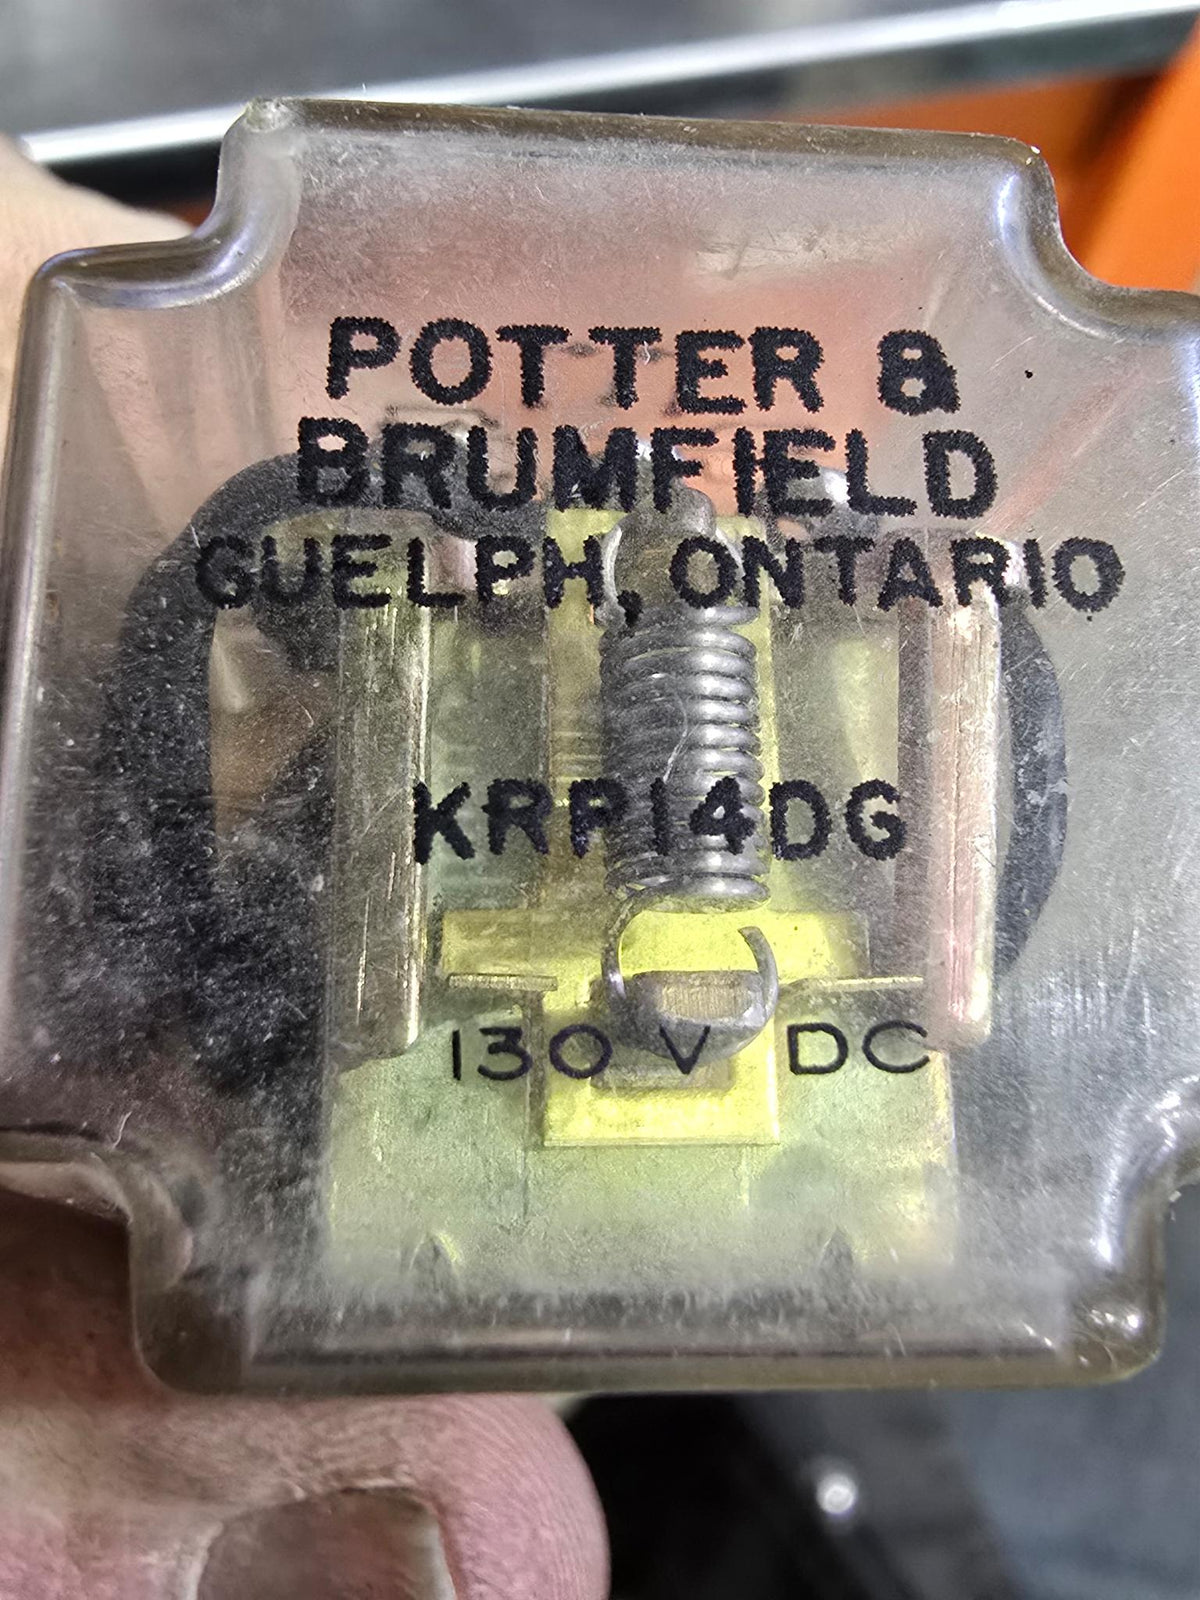 POTTER &
BRUMFIELD
GUELPH, ONTARIO
KRP14DG
130 V DC